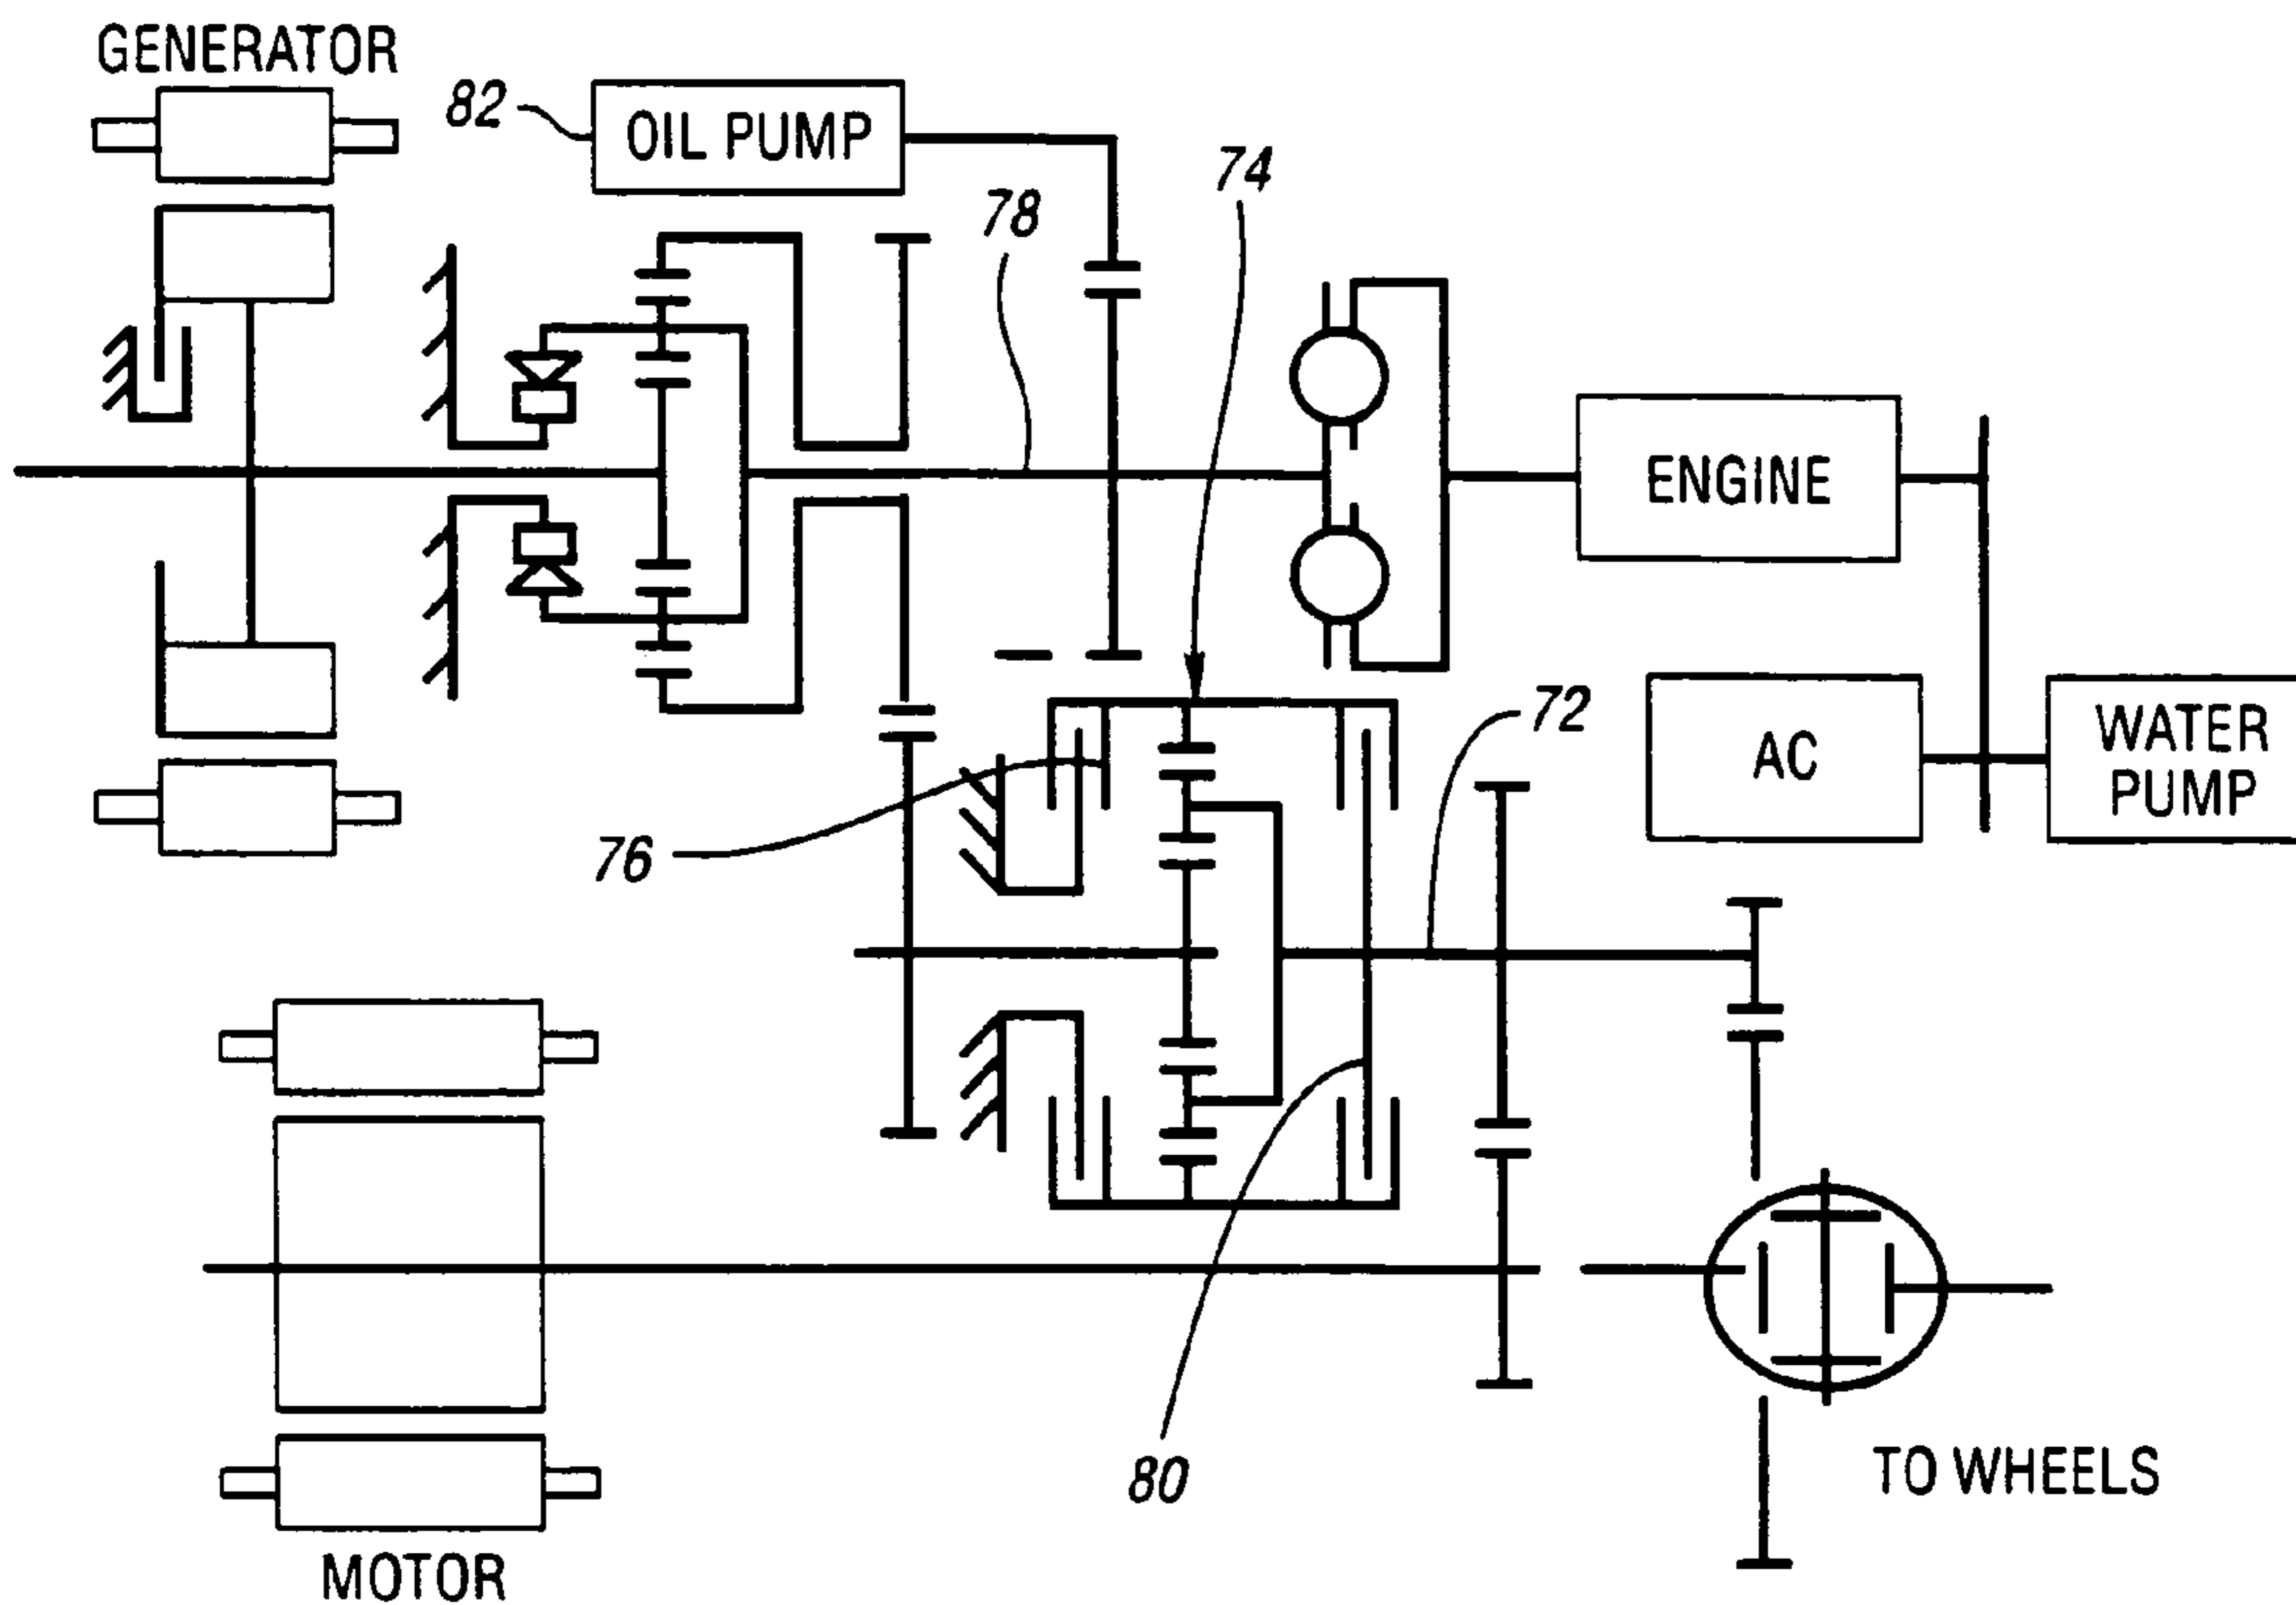 GENERATOR
82
OIL PUMP
74
78
ENGINE
72
AC
WATER
PUMP
76
80
TO WHEELS
MOTOR